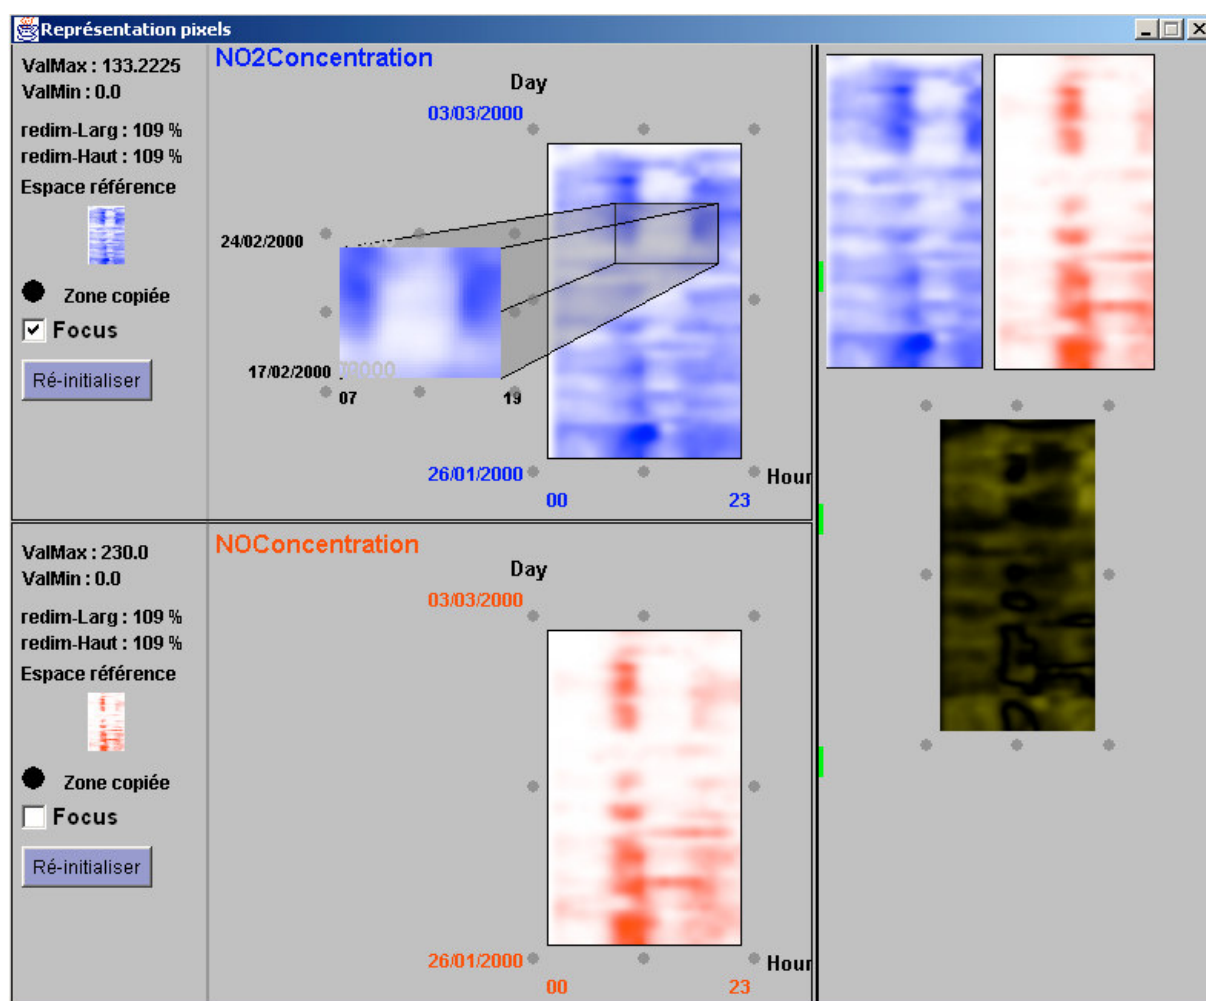 Représentation pixels
ValMax : 133.2225
ValMin : 0.0
redim-Larg : 109 %
redim-Haut : 109 %
Espace référence
Zone copiée
Focus
Ré-initialiser
NO2Concentration
Day
03/03/2000
24/02/2000
17/02/2000
07
19
26/01/2000
Hour
00
23
ValMax : 230.0
ValMin : 0.0
redim-Larg : 109 %
redim-Haut : 109 %
Espace référence
Zone copiée
Focus
Ré-initialiser
NOConcentration
Day
03/03/2000
26/01/2000
Hour
00
23